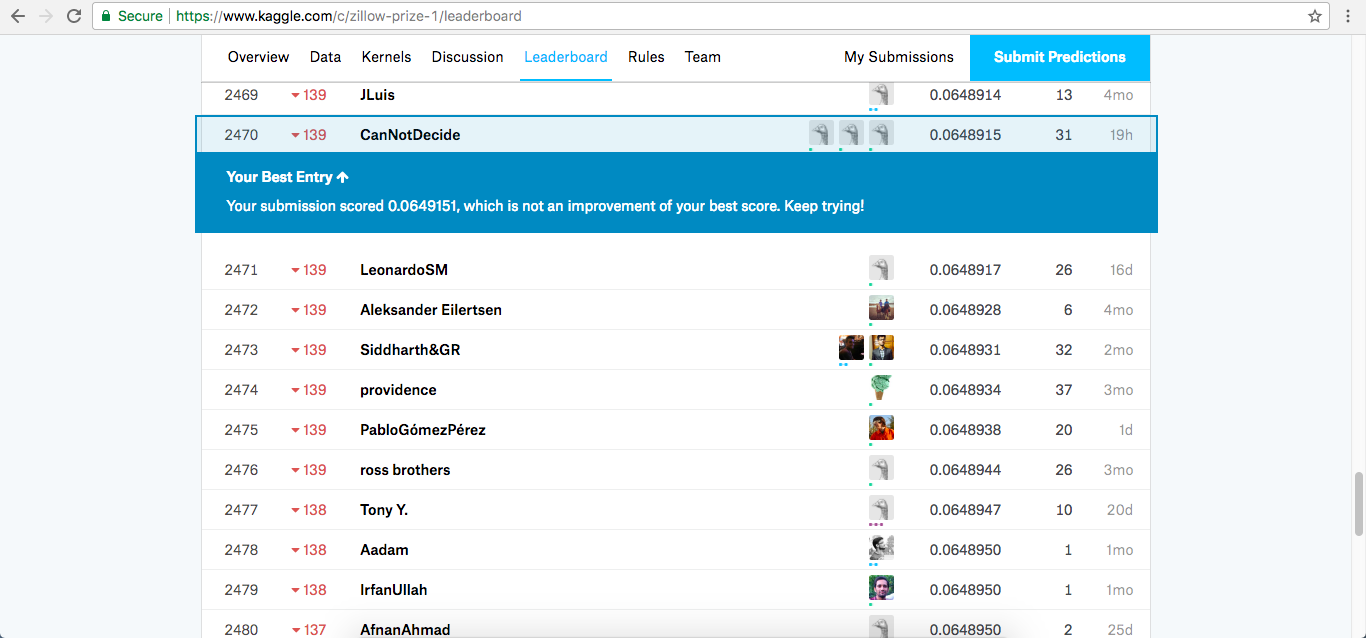 Secure https://www.kaggle.com/c/zillow-prize-1/leaderboard
Overview Data Kernels Discussion Leaderboard Rules Team My Submissions Submit Predictions
2469 139 JLuis 0.0648914 13 4mo
2470 139 CanNotDecide 0.0648915 31 19h
Your Best Entry
Your submission scored 0.0649151, which is not an improvement of your best score. Keep trying!
2471 139 LeonardoSM 0.0648917 26 16d
2472 139 Aleksander Eilertsen 0.0648928 6 4mo
2473 139 Siddharth&GR 0.0648931 32 2mo
2474 139 providence 0.0648934 37 3mo
2475 139 PabloGómezPérez 0.0648938 20 1d
2476 139 ross brothers 0.0648944 26 3mo
2477 138 Tony Y. 0.0648947 10 20d
2478 138 Aadam 0.0648950 1 1mo
2479 138 IrfanUllah 0.0648950 1 1mo
2480 137 AfnanAhmad 0.0648950 2 25d